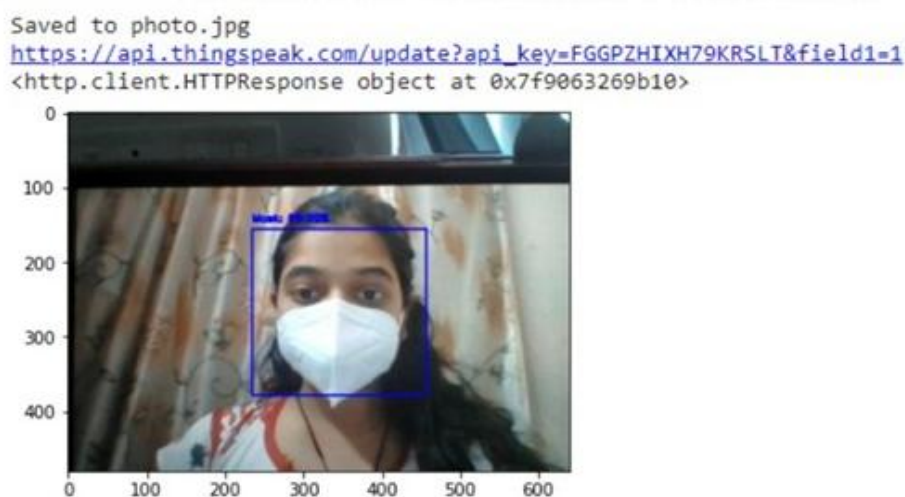 Saved to photo.jpg
https://api.thingspeak.com/update?api_key=FGGPZHIXH79KRSLT&field1=1
<http.client.HTTPResponse object at 0x7f9063269b10>
0
100
200
300
400
0 100 200 300 400 500 600